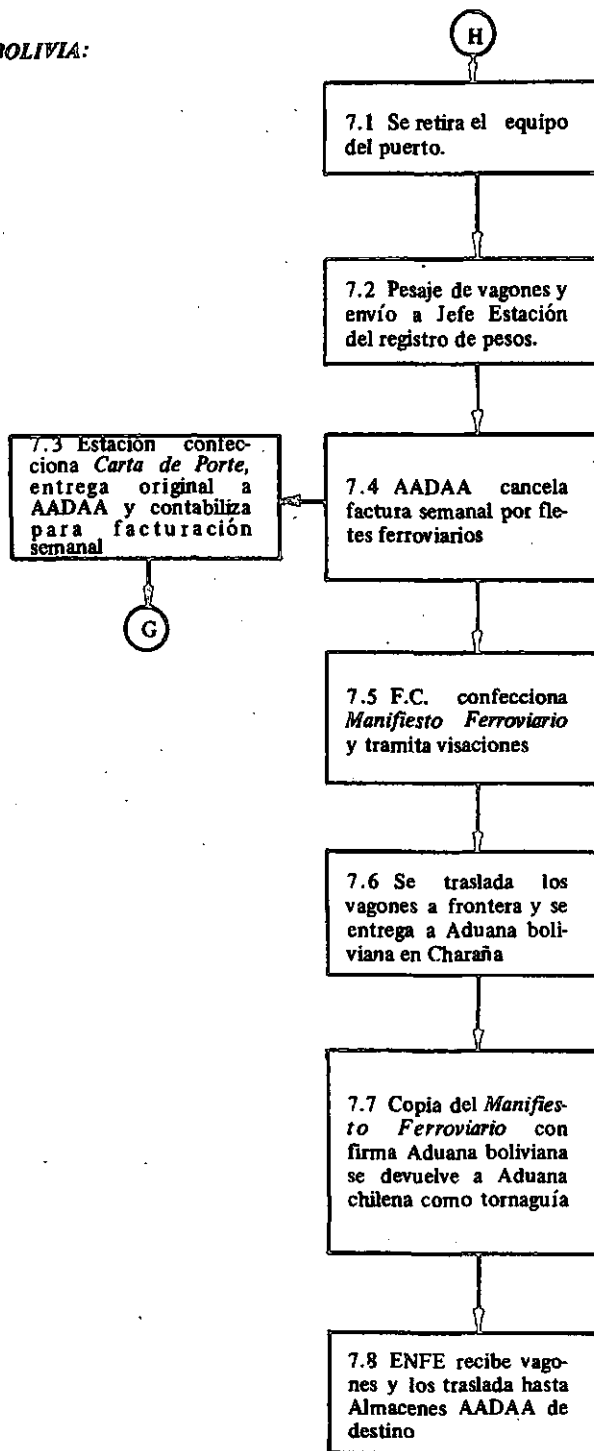 BOLIVIA:
H
7.1 Se retira el equipo
del puerto.
7.2 Pesaje de vagones y
envío a Jefe Estación
del registro de pesos.
7.3 Estación confec-
ciona Carta de Porte,
entrega original a
AADAA y contabiliza
para facturación
semanal
7.4 AADAA cancela
factura semanal por fle-
tes ferroviarios
G
7.5 F.C. confecciona
Manifiesto Ferroviario
y tramita visaciones
7.6 Se traslada los
vagones a frontera y se
entrega a Aduana boli-
viana en Charaña
7.7 Copia del Manifies-
to Ferroviario con
firma Aduana boliviana
se devuelve a Aduana
chilena como tornaguía
7.8 ENFE recibe vago-
nes y los traslada hasta
Almacenes AADAA de
destino